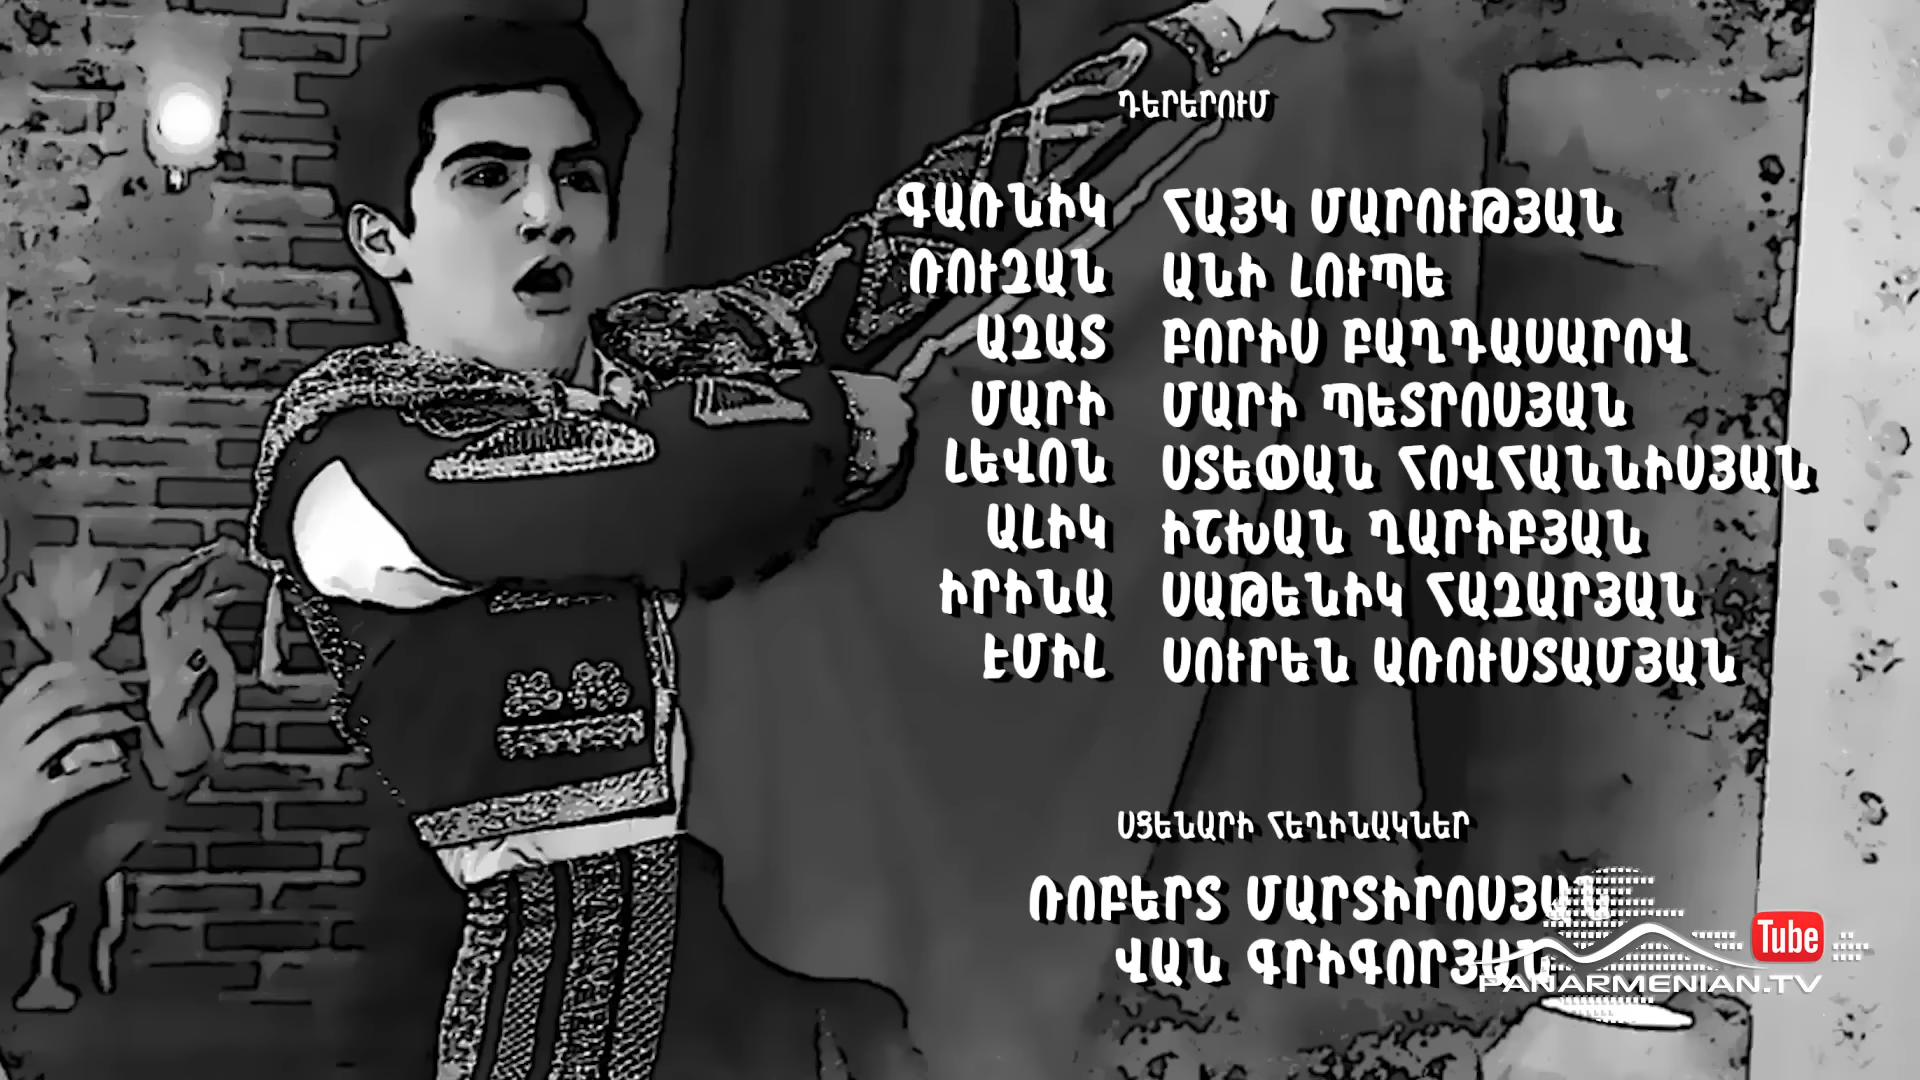 ԴԵՐԵՐՈՒՄ
ԳԱՌՆԻԿ ՀԱՅԿ ՄԱՐՈՒԹՅԱՆ
ՌՈՒԶԱՆ ԱՆԻ ԼՈՒՊԵ
ԱԶԱՏ ԲՈՐԻՍ ԲԱՂԴԱՍԱՐՈՎ
ՄԱՐԻ ՄԱՐԻ ՊԵՏՐՈՍՅԱՆ
ԼԵՎՈՆ ՍՏԵՓԱՆ ՀՈՎՀԱՆՆԻՍՅԱՆ
ԱԼԻԿ ԻՇԽԱՆ ՂԱՐԻԲՅԱՆ
ԻՐԻՆԱ ՍԱԹԵՆԻԿ ՀԱԶԱՐՅԱՆ
ԷՄԻԼ ՍՈՒՐԵՆ ԱՌՈՒՍՏԱՄՅԱՆ
ՍՑԵՆԱՐԻ ՀԵՂԻՆԱԿՆԵՐ
ՌՈԲԵՐՏ ՄԱՐՏԻՐՈՍՅԱՆ
ՎԱՆ ԳՐԻԳՈՐՅԱՆ
Tube
PANARMENIAN.TV